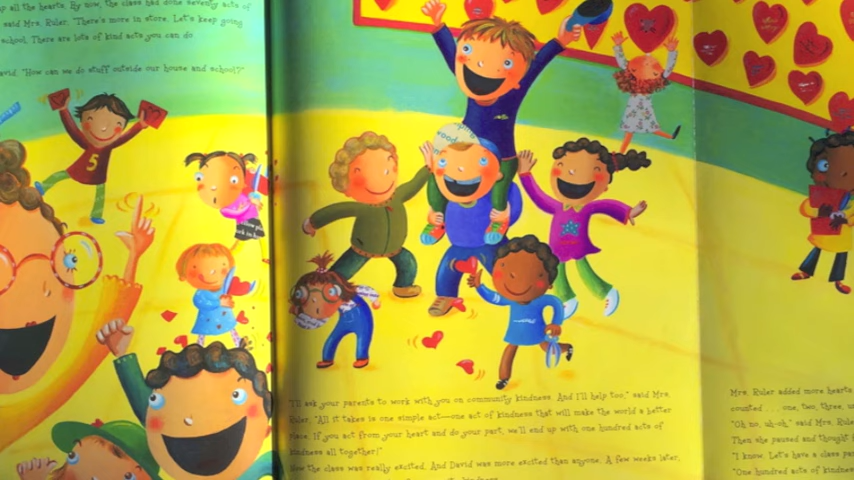 p all the hearts. By now, the class had done seventy acts of
said Mrs. Ruler. "There's more in store. Let's keep going
school. There are lots of kind acts you can do
avid. "How can we do stuff outside our house and school?"
5
"I'll ask your parents to work with you on community kindness. And I'll help too," said Mrs.
Ruler. "All it takes is one simple act—one act of kindness that will make the world a better
place. If you act from your heart and do your part, we'll end up with one hundred acts of
kindness all together!"
Now the class was really excited. And David was more excited than anyone. A few weeks later,
Mrs. Ruler added more hearts
counted . . . one, two, three, u
"Oh no, uh-oh," said Mrs. Rule
Then she paused and thought f
"I know. Let's have a class pa
"One hundred acts of kindnes